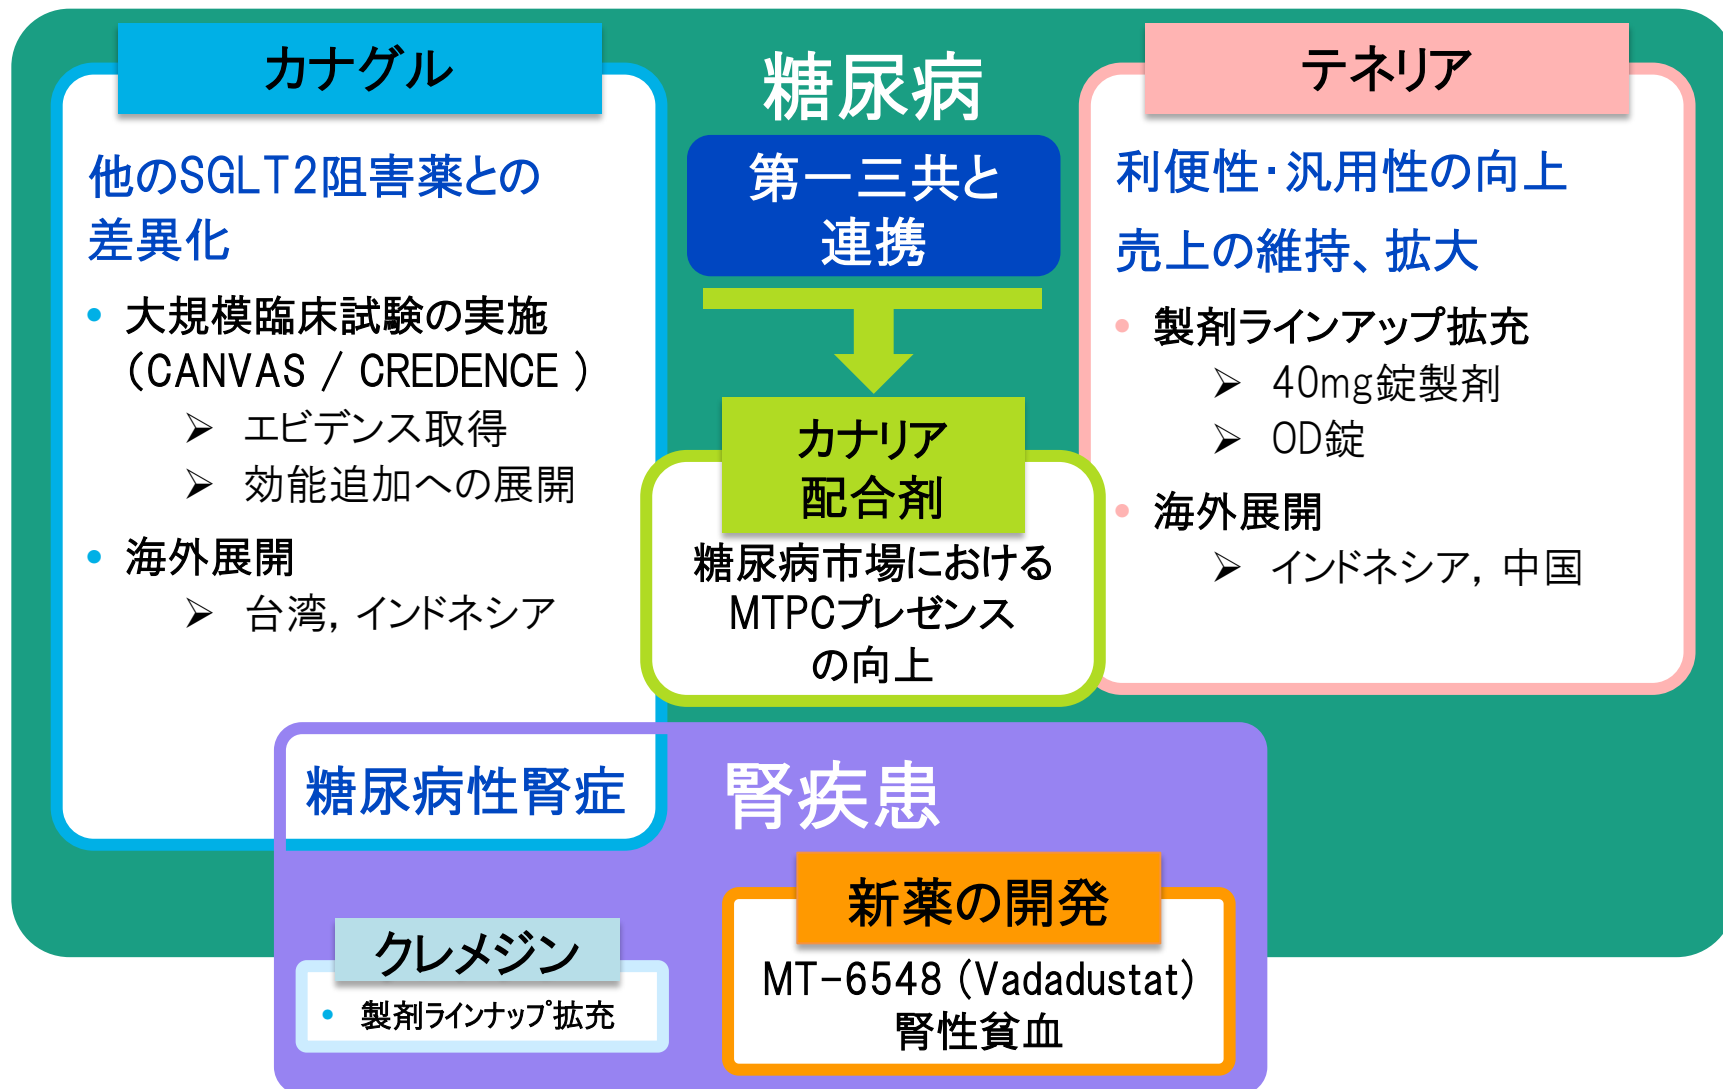 カナグル
他のSGLT2阻害薬との
差異化
• 大規模臨床試験の実施
(CANVAS / CREDENCE )
➢ エビデンス取得
➢ 効能追加への展開
• 海外展開
➢ 台湾, インドネシア
糖尿病
第一三共と
連携
カナリア
配合剤
糖尿病市場における
MTPCプレゼンス
の向上
テネリア
利便性・汎用性の向上
売上の維持、拡大
• 製剤ラインアップ拡充
➢ 40mg錠製剤
➢ OD錠
• 海外展開
➢ インドネシア, 中国
糖尿病性腎症
腎疾患
クレメジン
• 製剤ラインナップ拡充
新薬の開発
MT-6548 (Vadadustat)
腎性貧血